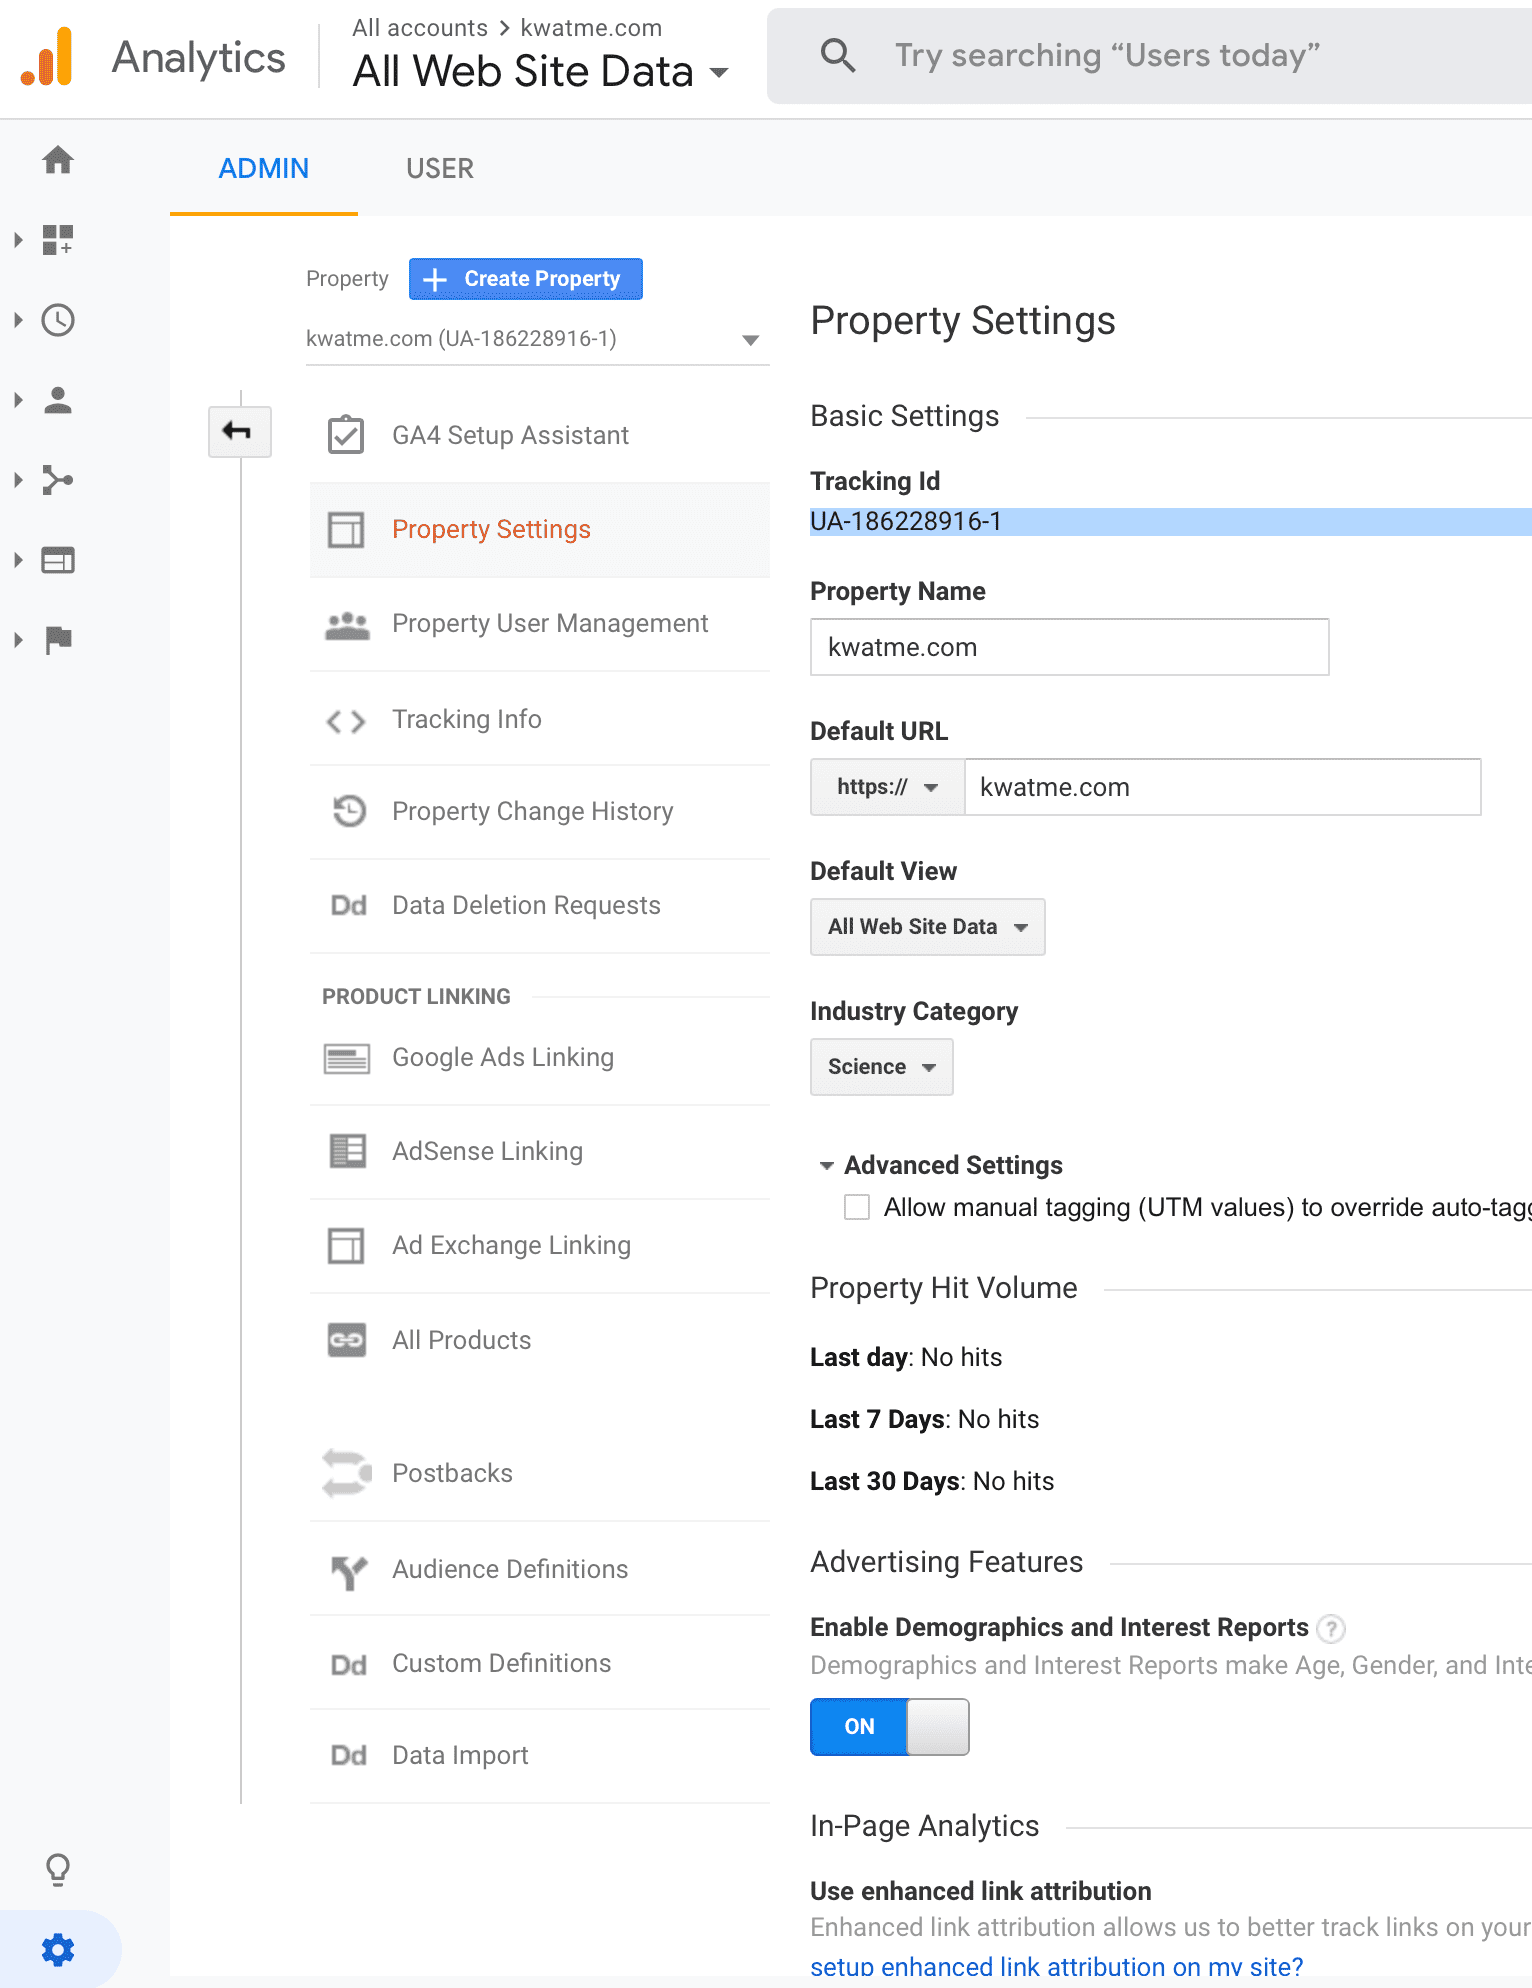 Analytics
All accounts > kwatme.com
All Web Site Data
Try searching “Users today”
ADMIN
USER
Property
Create Property
kwatme.com (UA-186228916-1)
GA4 Setup Assistant
Property Settings
Property User Management
Tracking Info
Property Change History
Dd Data Deletion Requests
PRODUCT LINKING
Google Ads Linking
AdSense Linking
Ad Exchange Linking
All Products
Postbacks
Audience Definitions
Dd Custom Definitions
Dd Data Import
Property Settings
Basic Settings
Tracking Id
UA-186228916-1
Property Name
kwatme.com
Default URL
https:// kwatme.com
Default View
All Web Site Data
Industry Category
Science
Advanced Settings
Allow manual tagging (UTM values) to override auto-tagg
Property Hit Volume
Last day: No hits
Last 7 Days: No hits
Last 30 Days: No hits
Advertising Features
Enable Demographics and Interest Reports ?
Demographics and Interest Reports make Age, Gender, and Inte
ON
In-Page Analytics
Use enhanced link attribution
Enhanced link attribution allows us to better track links on your
setup enhanced link attribution on my site?